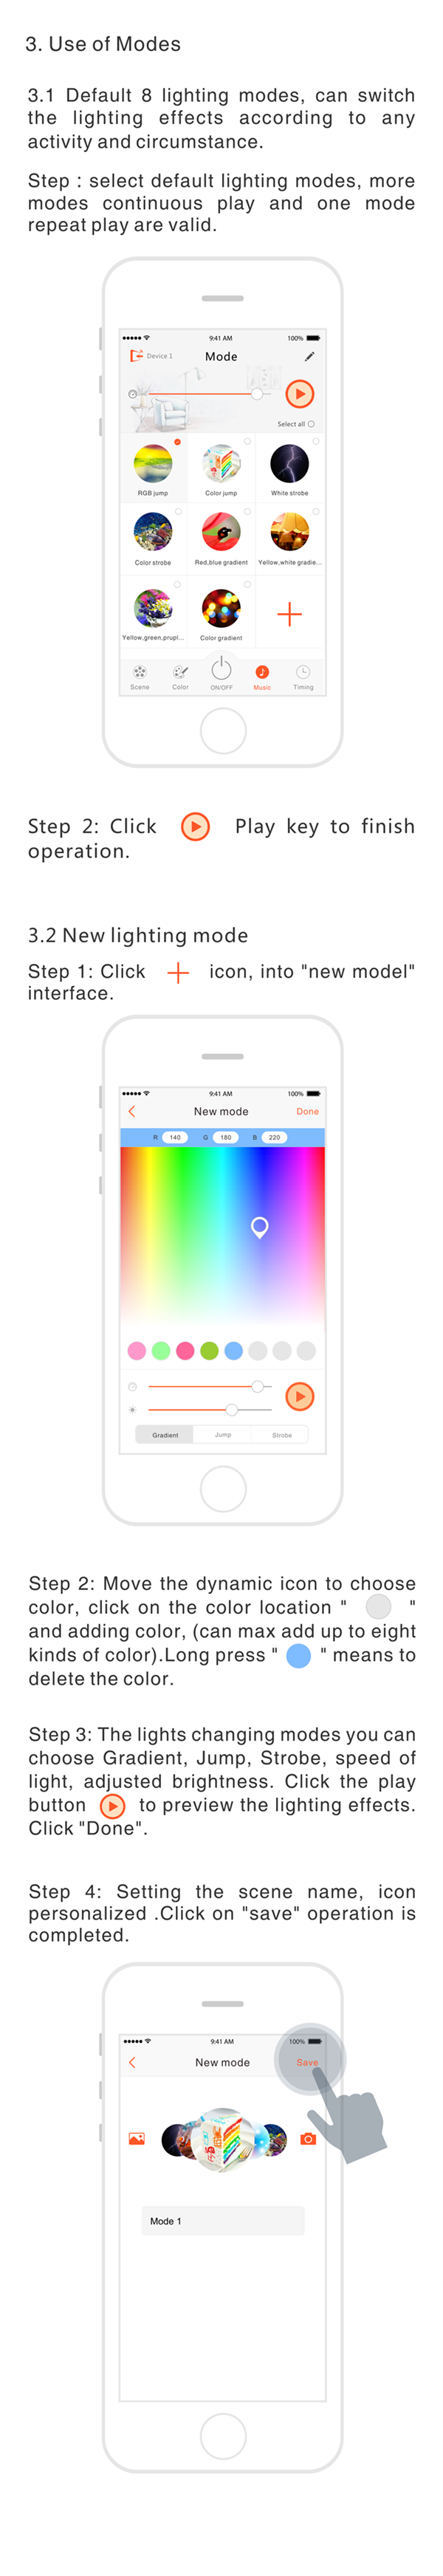 3. Use of Modes
3.1 Default 8 lighting modes, can switch
the lighting effects according to any
activity and circumstance.
Step : select default lighting modes, more
modes continuous play and one mode
repeat play are valid.
9:41 AM 100%
Device 1 Mode
Select all
RGB jump Color jump White strobe
Color strobe Red,blue gradient Yellow,white gradie...
Yellow,green,prupl... Color gradient
Scene Color ON/OFF Music Timing
Step 2: Click Play key to finish
operation.
3.2 New lighting mode
Step 1: Click icon, into "new model"
interface.
9:41 AM 100%
New mode Done
R 140 G 180 B 220
Gradient Jump Strobe
Step 2: Move the dynamic icon to choose
color, click on the color location " "
and adding color, (can max add up to eight
kinds of color).Long press " " means to
delete the color.
Step 3: The lights changing modes you can
choose Gradient, Jump, Strobe, speed of
light, adjusted brightness. Click the play
button to preview the lighting effects.
Click "Done".
Step 4: Setting the scene name, icon
personalized .Click on "save" operation is
completed.
9:41 AM 100%
New mode Save
Mode 1